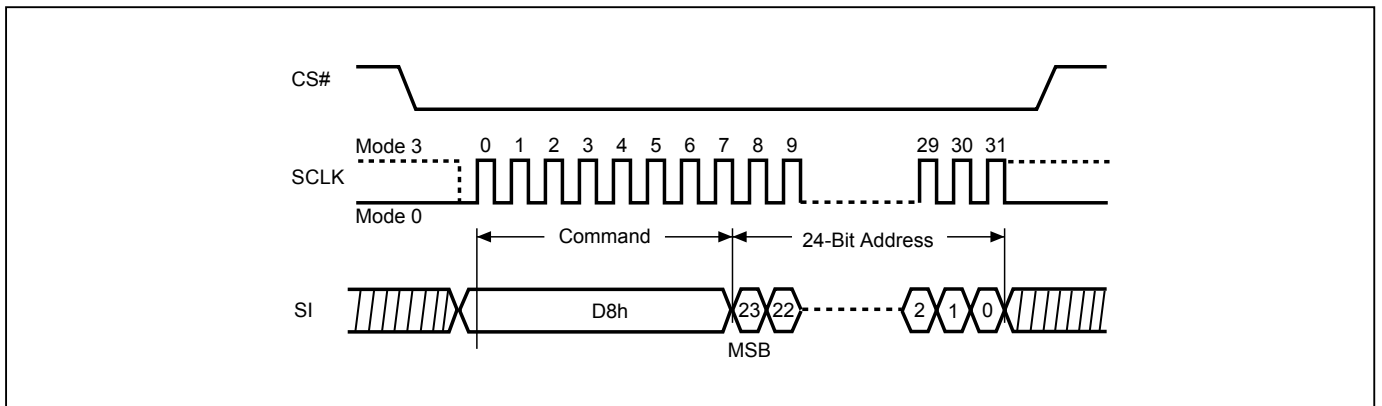 CS#
Mode 3 0 1 2 3 4 5 6 7 8 9 29 30 31
SCLK
Mode 0
Command 24-Bit Address
SI D8h 23 22 2 1 0
MSB